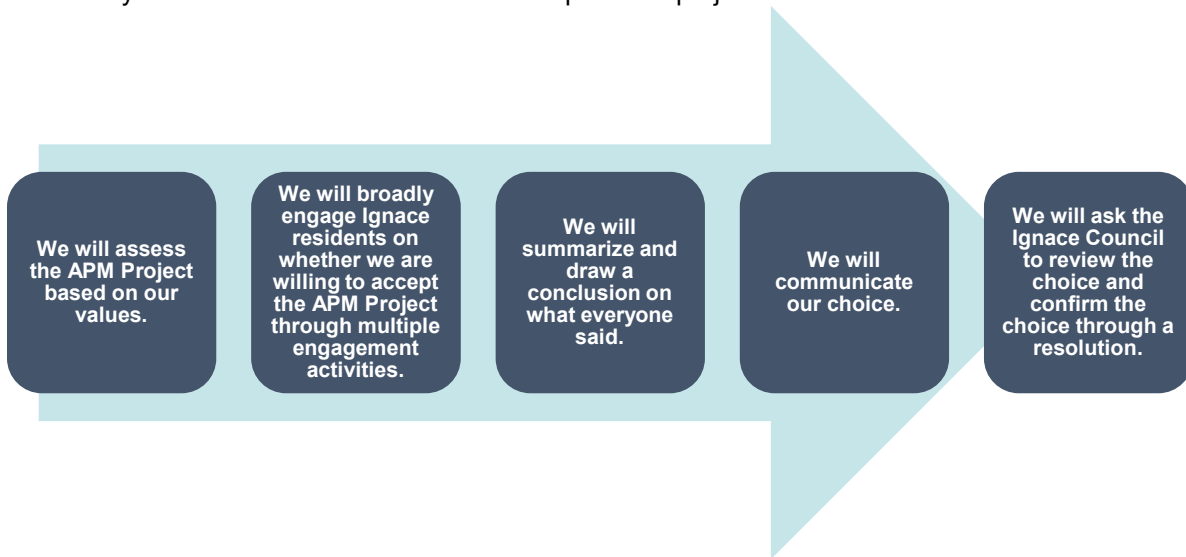 We will assess
the APM Project
based on our
values.
We will broadly
engage Ignace
residents on
whether we are
willing to accept
the APM Project
through multiple
engagement
activities.
We will
summarize and
draw a
conclusion on
what everyone
said.
We will
communicate
our choice.
We will ask the
Ignace Council
to review the
choice and
confirm the
choice through a
resolution.